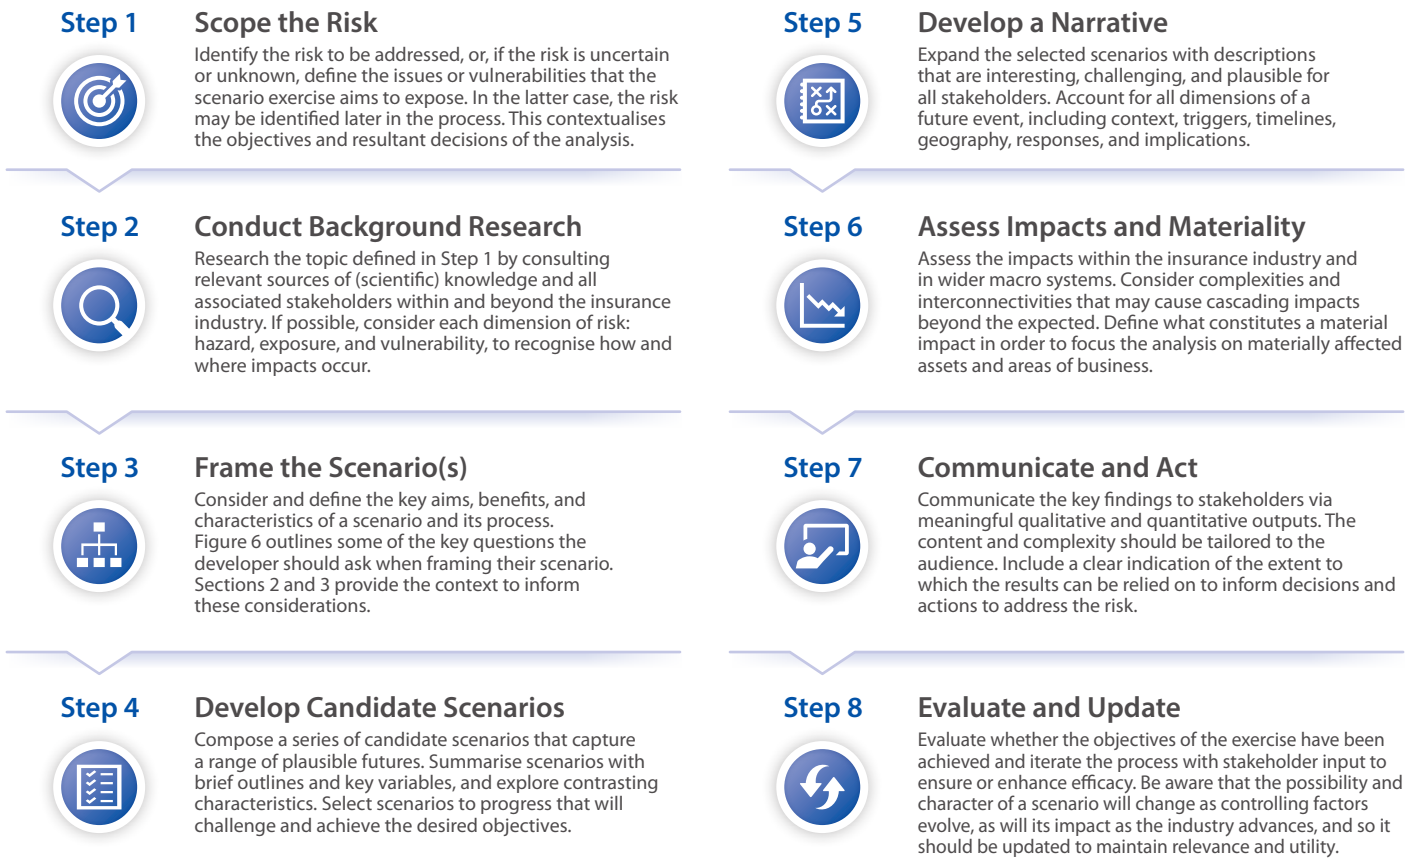 Step 1
Scope the Risk
Identify the risk to be addressed, or, if the risk is uncertain
or unknown, define the issues or vulnerabilities that the
scenario exercise aims to expose. In the latter case, the risk
may be identified later in the process. This contextualises
the objectives and resultant decisions of the analysis.
Step 2
Conduct Background Research
Research the topic defined in Step 1 by consulting
relevant sources of (scientific) knowledge and all
associated stakeholders within and beyond the insurance
industry. If possible, consider each dimension of risk:
hazard, exposure, and vulnerability, to recognise how and
where impacts occur.
Step 3
Frame the Scenario(s)
Consider and define the key aims, benefits, and
characteristics of a scenario and its process.
Figure 6 outlines some of the key questions the
developer should ask when framing their scenario.
Sections 2 and 3 provide the context to inform
these considerations.
Step 4
Develop Candidate Scenarios
Compose a series of candidate scenarios that capture
a range of plausible futures. Summarise scenarios with
brief outlines and key variables, and explore contrasting
characteristics. Select scenarios to progress that will
challenge and achieve the desired objectives.
Step 5
Develop a Narrative
Expand the selected scenarios with descriptions
that are interesting, challenging, and plausible for
all stakeholders. Account for all dimensions of a
future event, including context, triggers, timelines,
geography, responses, and implications.
Step 6
Assess Impacts and Materiality
Assess the impacts within the insurance industry and
in wider macro systems. Consider complexities and
interconnectivities that may cause cascading impacts
beyond the expected. Define what constitutes a material
impact in order to focus the analysis on materially affected
assets and areas of business.
Step 7
Communicate and Act
Communicate the key findings to stakeholders via
meaningful qualitative and quantitative outputs. The
content and complexity should be tailored to the
audience. Include a clear indication of the extent to
which the results can be relied on to inform decisions and
actions to address the risk.
Step 8
Evaluate and Update
Evaluate whether the objectives of the exercise have been
achieved and iterate the process with stakeholder input to
ensure or enhance efficacy. Be aware that the possibility and
character of a scenario will change as controlling factors
evolve, as will its impact as the industry advances, and so it
should be updated to maintain relevance and utility.